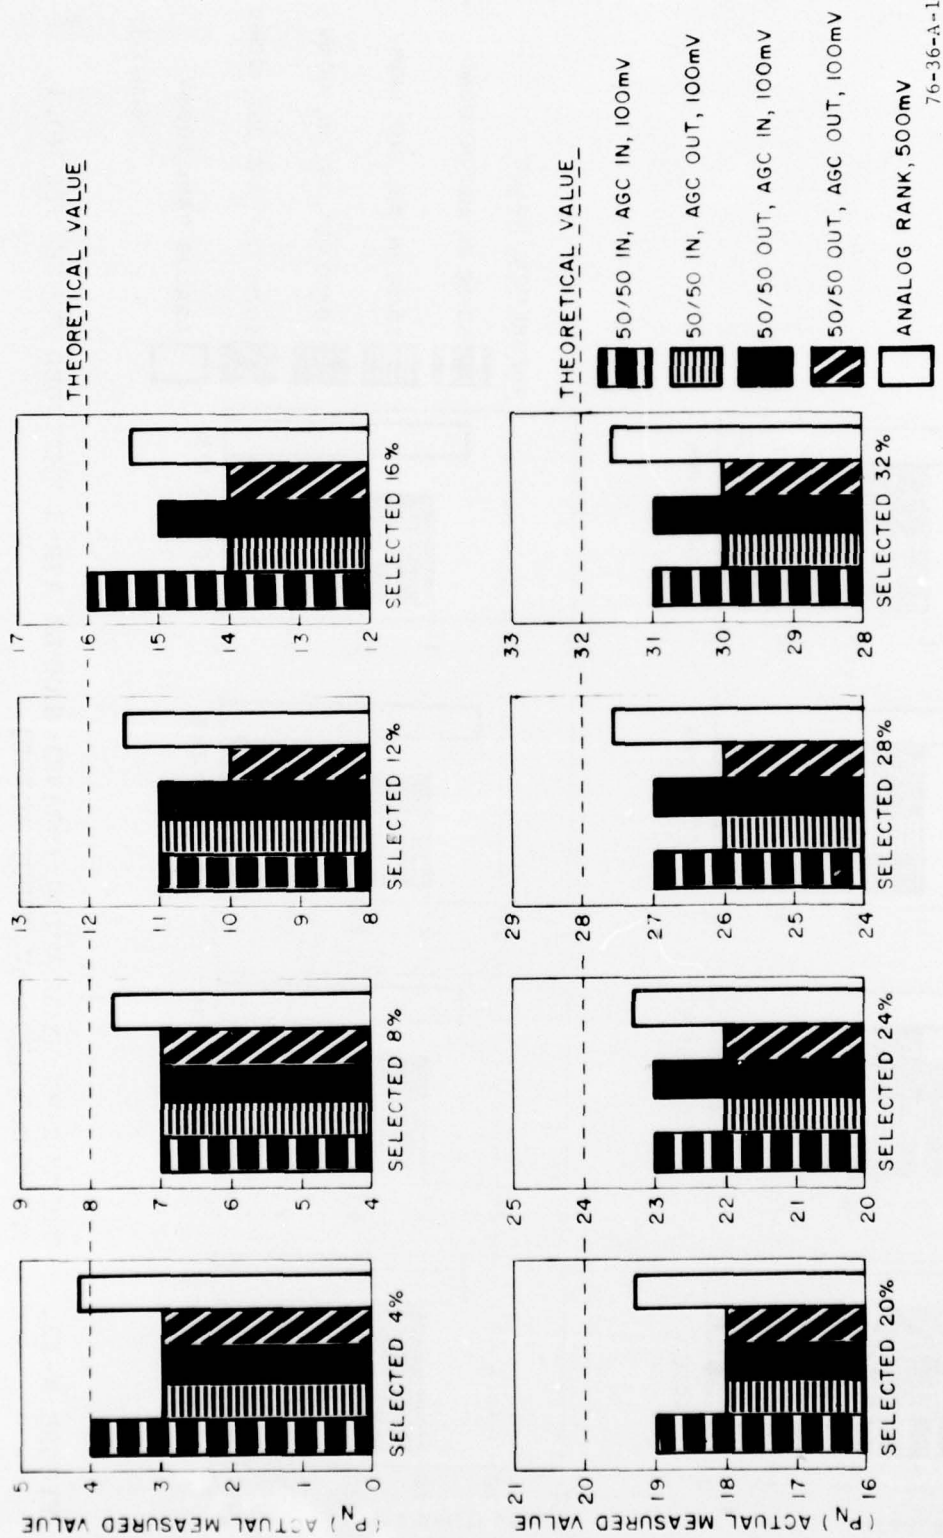 (PN) ACTUAL MEASURED VALUE
5
4
3
2
1
0
SELECTED 4%
9
8
7
6
5
4
SELECTED 8%
13
12
11
10
9
8
SELECTED 12%
17
16
15
14
13
12
SELECTED 16%
THEORETICAL VALUE
(PN) ACTUAL MEASURED VALUE
21
20
19
18
17
16
SELECTED 20%
25
24
23
22
21
20
SELECTED 24%
29
28
27
26
25
24
SELECTED 28%
33
32
31
30
29
28
SELECTED 32%
THEORETICAL VALUE
50/50 IN, AGC IN, 100mV
50/50 IN, AGC OUT, 100mV
50/50 OUT, AGC IN, 100mV
50/50 OUT, AGC OUT, 100mV
ANALOG RANK, 500mV
76-36-A-1